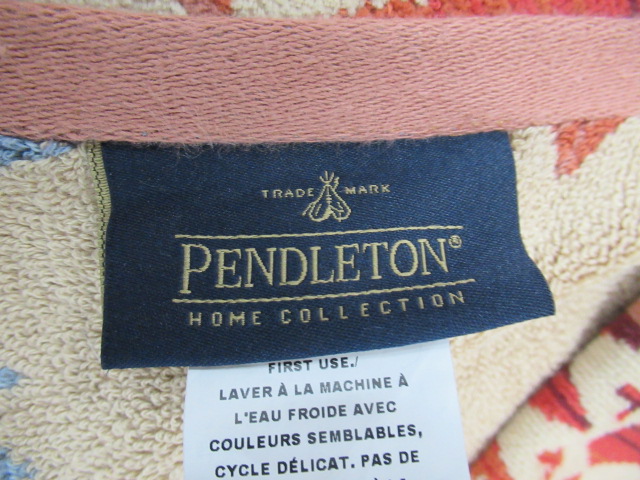 TRADE MARK
PENDLETON®
HOME COLLECTION
FIRST USE./
LAVER À LA MACHINE À
L'EAU FROIDE AVEC
COULEURS SEMBLABLES,
CYCLE DÉLICAT. PAS DE